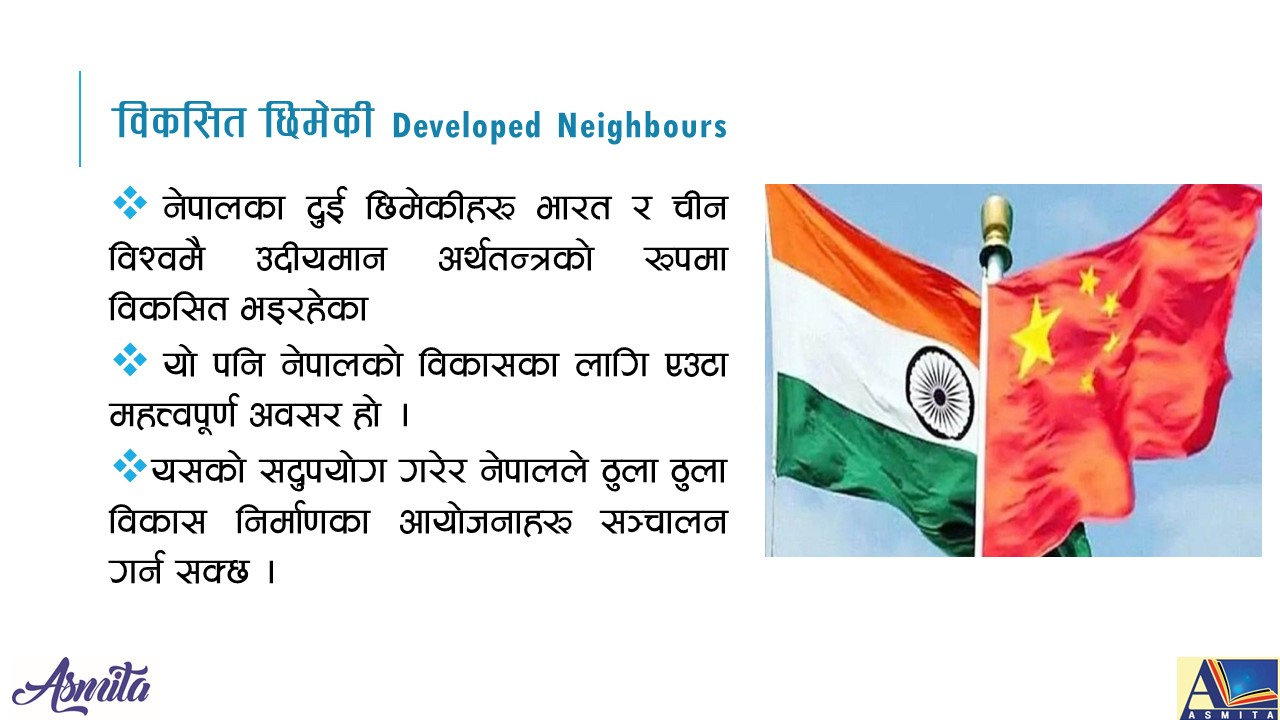 विकसित छिमेकी Developed Neighbours
❖ नेपालका दुई छिमेकीहरु भारत र चीन
विश्वमै उदीयमान अर्थतन्त्रको रुपमा
विकसित भइरहेका
❖ यो पनि नेपालको विकासका लागि एउटा
महत्त्वपूर्ण अवसर हो ।
❖यसको सदुपयोग गरेर नेपालले ठुला ठुला
विकास निर्माणका आयोजनाहरु सञ्चालन
गर्न सक्छ ।
Asmita
ASMITA